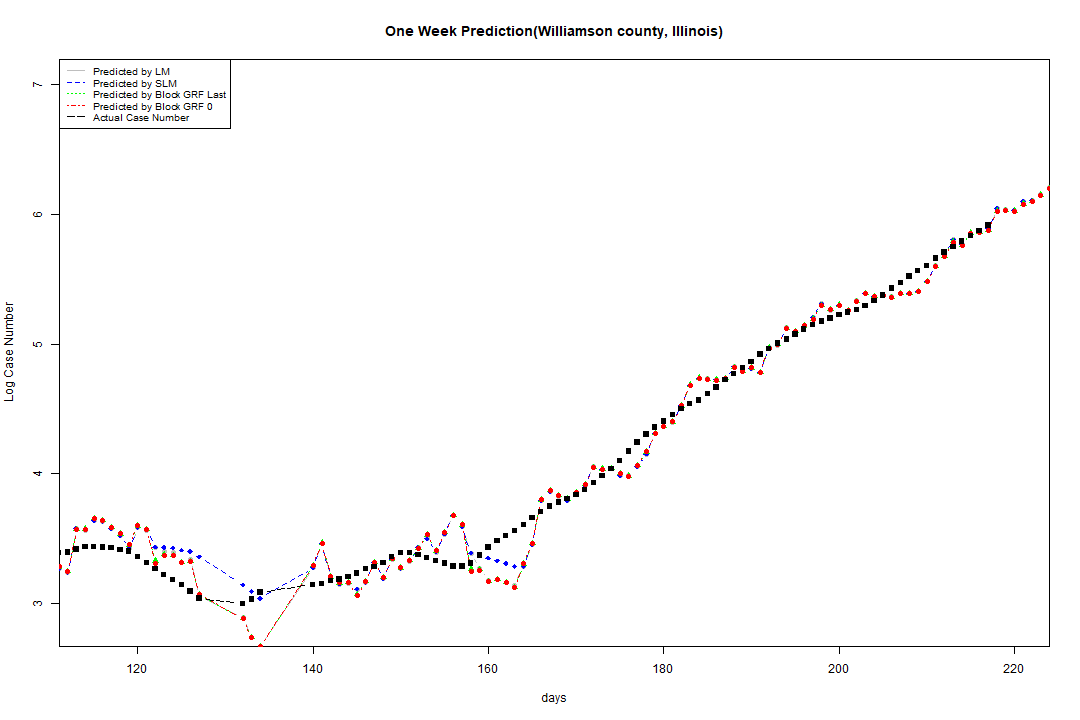 One Week Prediction(Williamson county, Illinois)
Predicted by LM
Predicted by SLM
Predicted by Block GRF Last
Predicted by Block GRF 0
Actual Case Number
Log Case Number
7
6
5
4
3
120 140 160 180 200 220
days